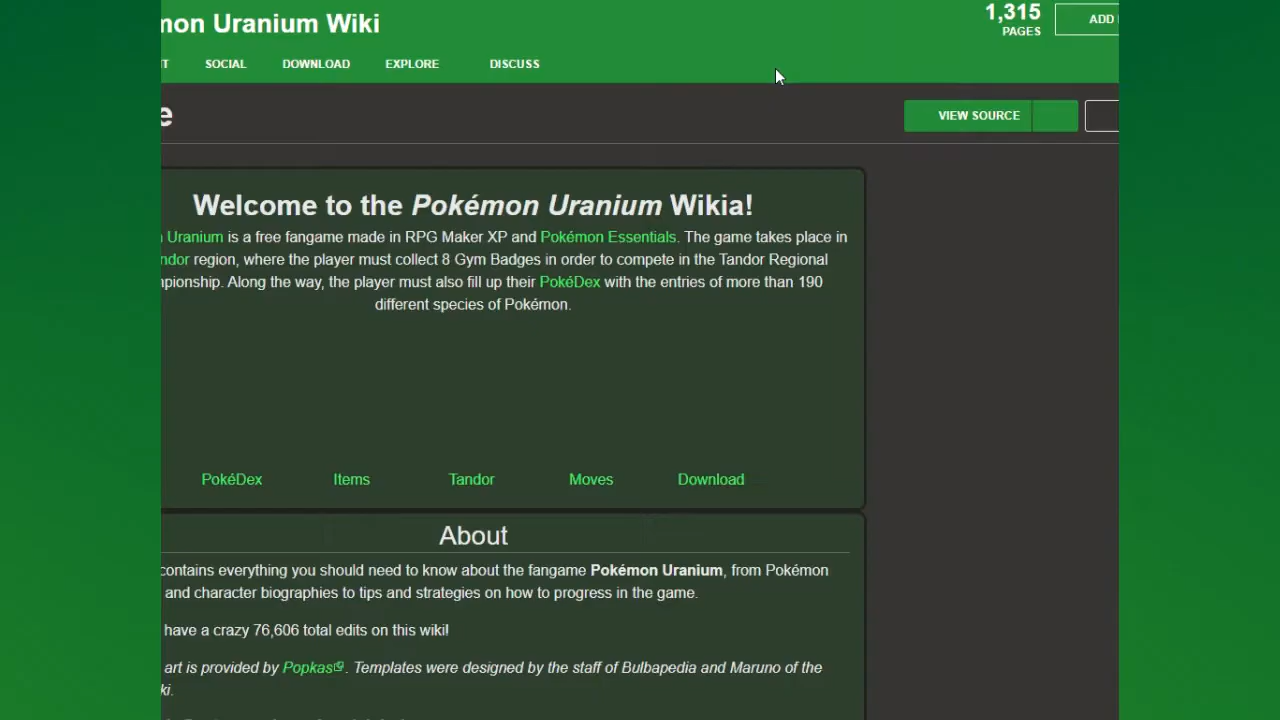 mon Uranium Wiki
1,315
PAGES
ADD
SOCIAL
DOWNLOAD
EXPLORE
DISCUSS
e
VIEW SOURCE
Welcome to the Pokémon Uranium Wikia!
Uranium is a free fangame made in RPG Maker XP and Pokémon Essentials. The game takes place in
ndor region, where the player must collect 8 Gym Badges in order to compete in the Tandor Regional
mpionship. Along the way, the player must also fill up their PokéDex with the entries of more than 190
different species of Pokémon.
PokéDex
Items
Tandor
Moves
Download
About
contains everything you should need to know about the fangame Pokémon Uranium, from Pokémon
and character biographies to tips and strategies on how to progress in the game.
have a crazy 76,606 total edits on this wiki!
art is provided by Popkas. Templates were designed by the staff of Bulbapedia and Maruno of the
ki.